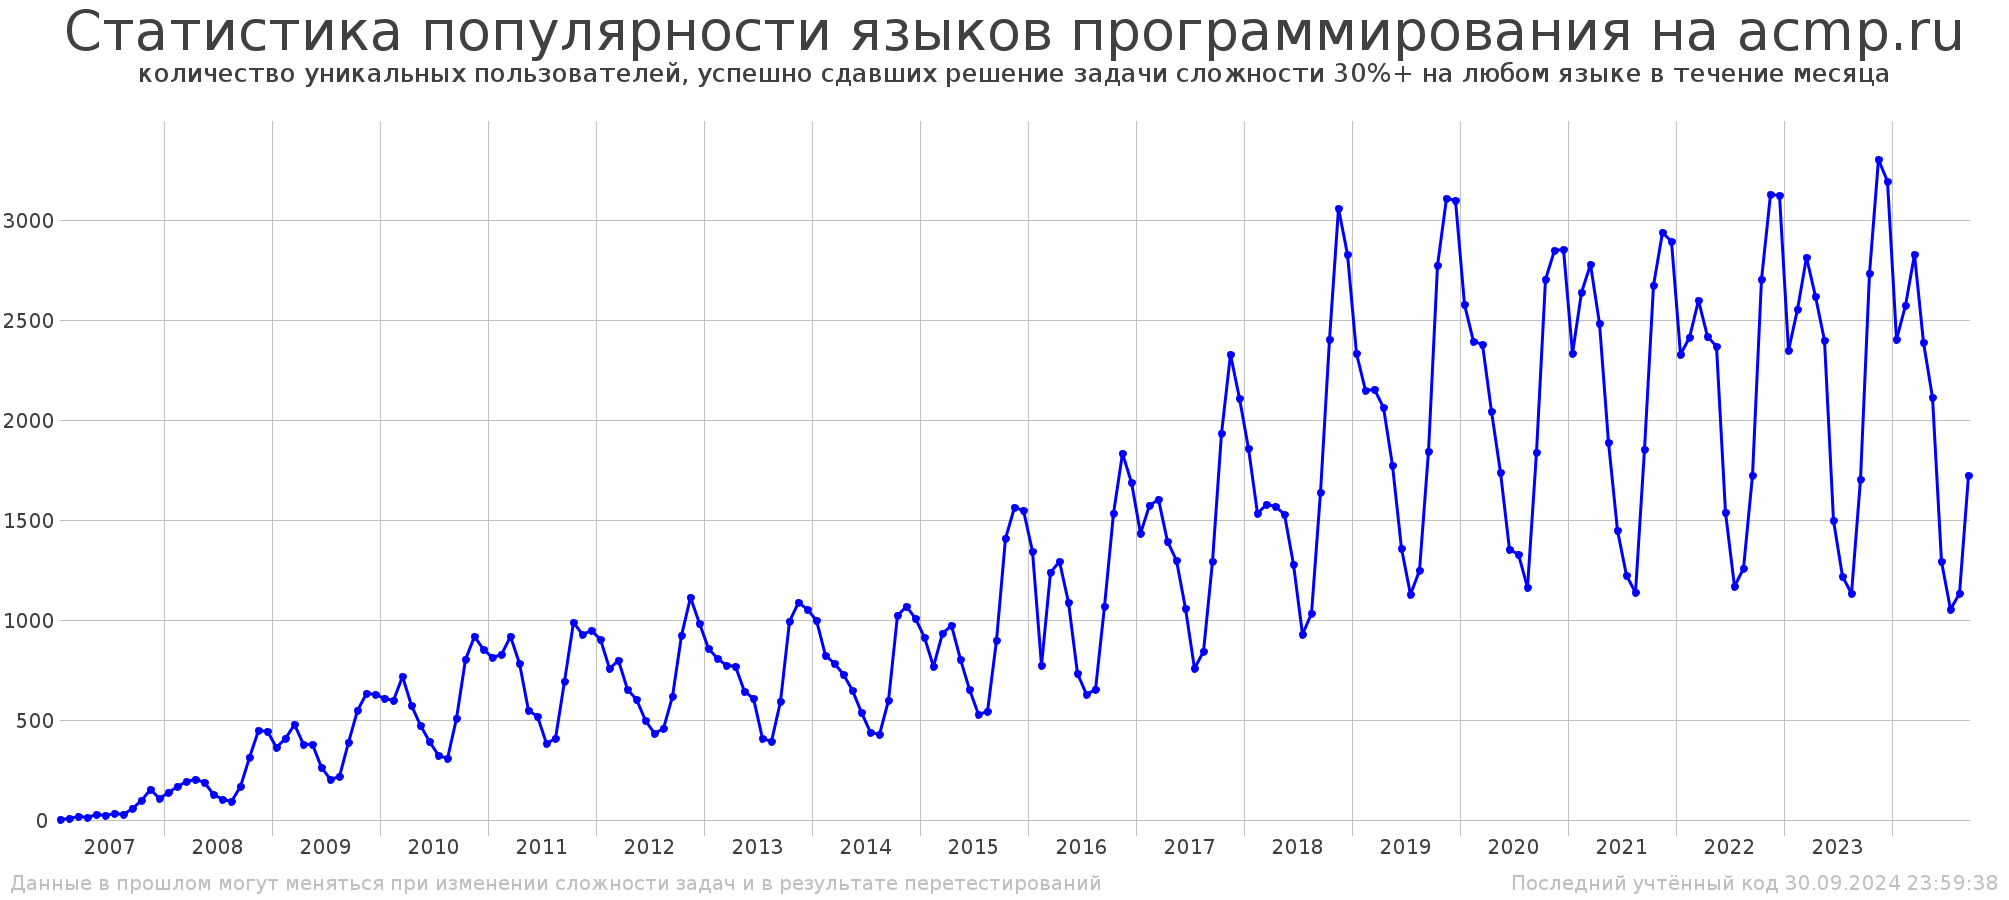 Статистика популярности языков программирования на acmp.ru
количество уникальных пользователей, успешно сдавших решение задачи сложности 30%+ на любом языке в течение месяца
3000
2500
2000
1500
1000
500
0
2007 2008 2009 2010 2011 2012 2013 2014 2015 2016 2017 2018 2019 2020 2021 2022 2023
Данные в прошлом могут меняться при изменении сложности задач и в результате перетестирований
Последний учтённый код 30.09.2024 23:59:38